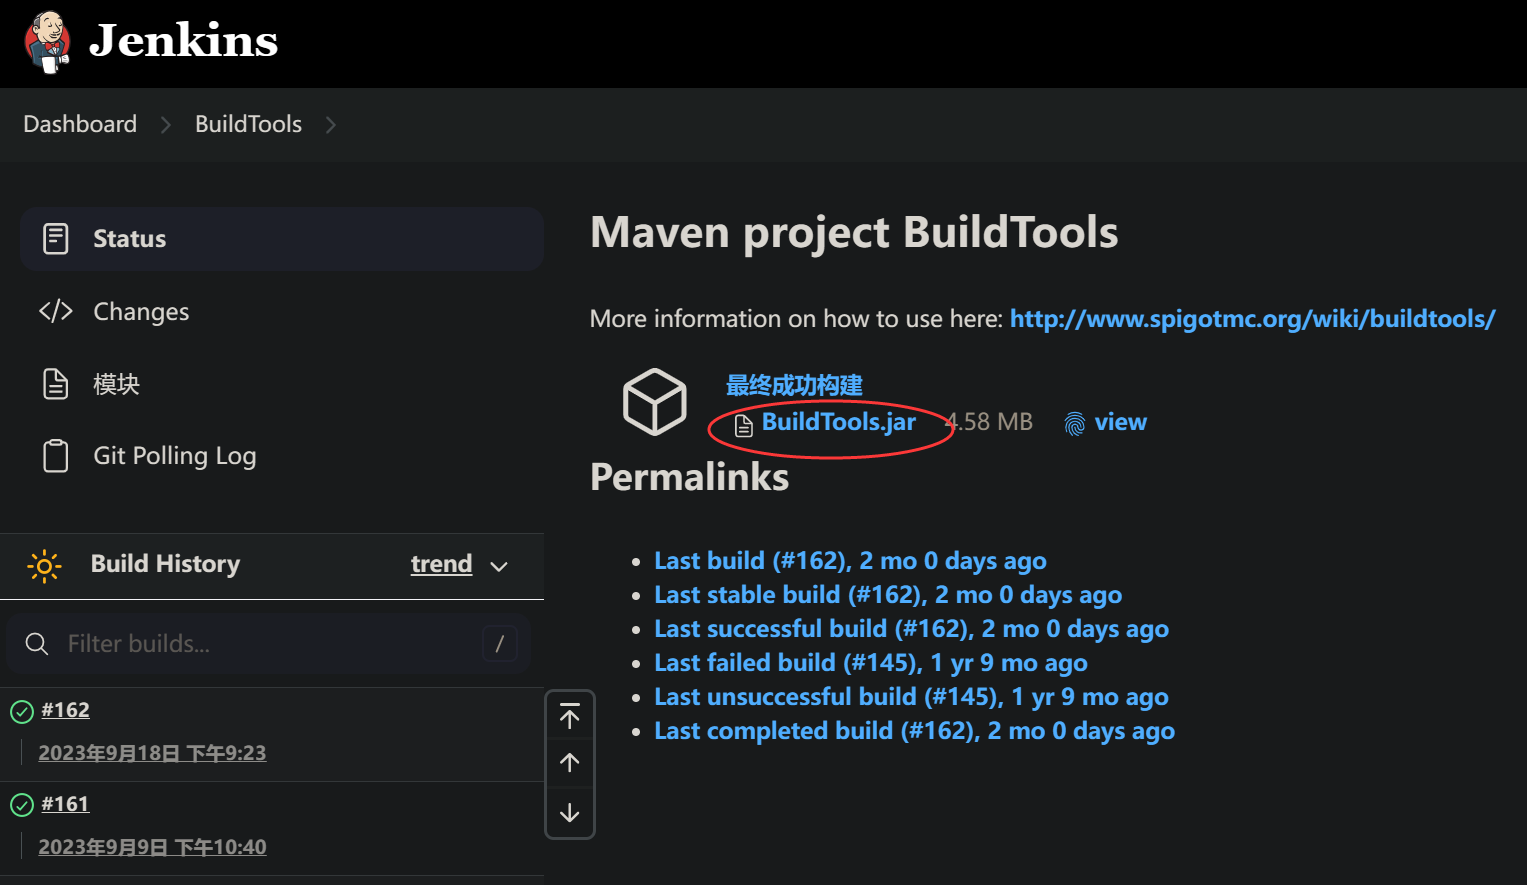 Jenkins
Dashboard
BuildTools
Status
Changes
模块
Git Polling Log
Build History
trend
Filter builds...
/
#162
2023年9月18日 下午9:23
#161
2023年9月9日 下午10:40
Maven project BuildTools
More information on how to use here: http://www.spigotmc.org/wiki/buildtools/
最终成功构建
BuildTools.jar 4.58 MB view
Permalinks
Last build (#162), 2 mo 0 days ago
Last stable build (#162), 2 mo 0 days ago
Last successful build (#162), 2 mo 0 days ago
Last failed build (#145), 1 yr 9 mo ago
Last unsuccessful build (#145), 1 yr 9 mo ago
Last completed build (#162), 2 mo 0 days ago